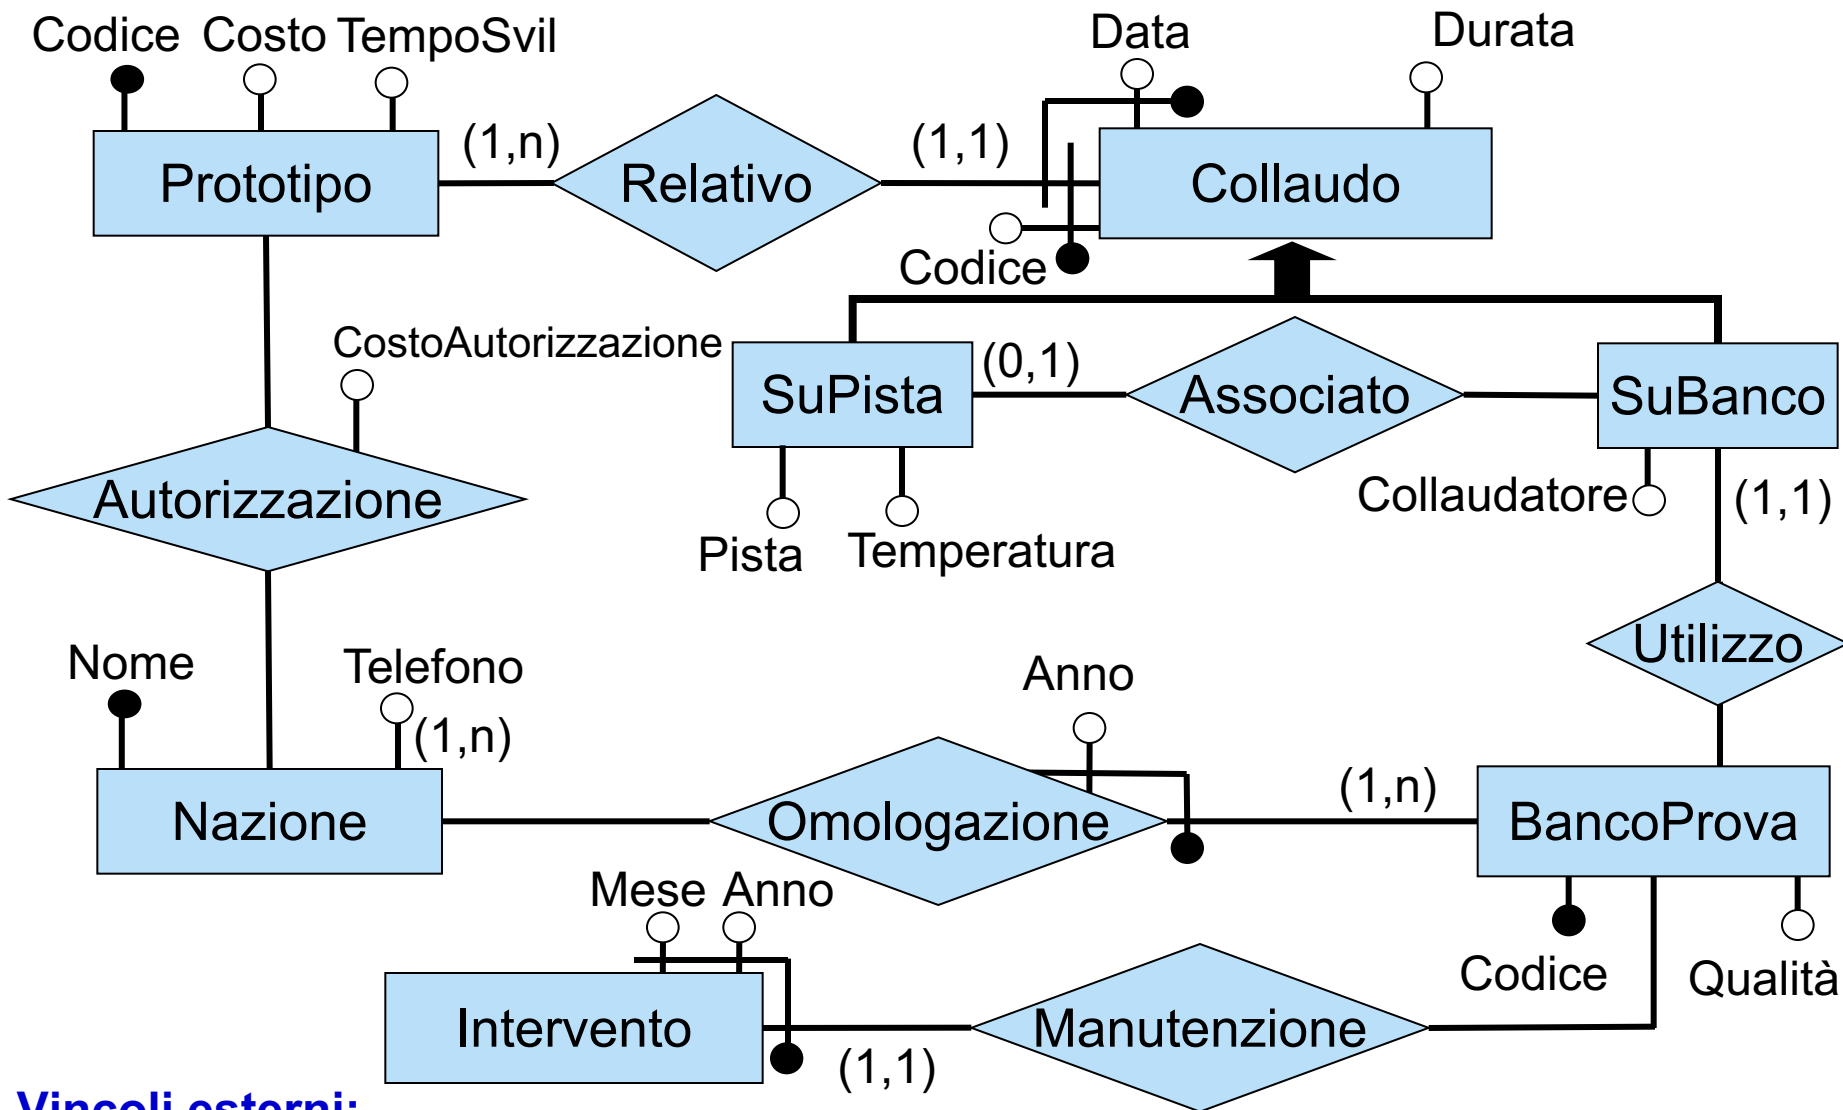 Codice Costo TempoSvil
Data
Durata
Prototipo
(1,n)
Relativo
(1,1)
Collaudo
Codice
CostoAutorizzazione
SuPista
(0,1)
Associato
SuBanco
Autorizzazione
Pista
Temperatura
Collaudatore
(1,1)
Utilizzo
Nome
Telefono
(1,n)
Anno
Nazione
Omologazione
(1,n)
BancoProva
Mese Anno
Codice
Qualità
Intervento
(1,1)
Manutenzione
Vincoli esterni: